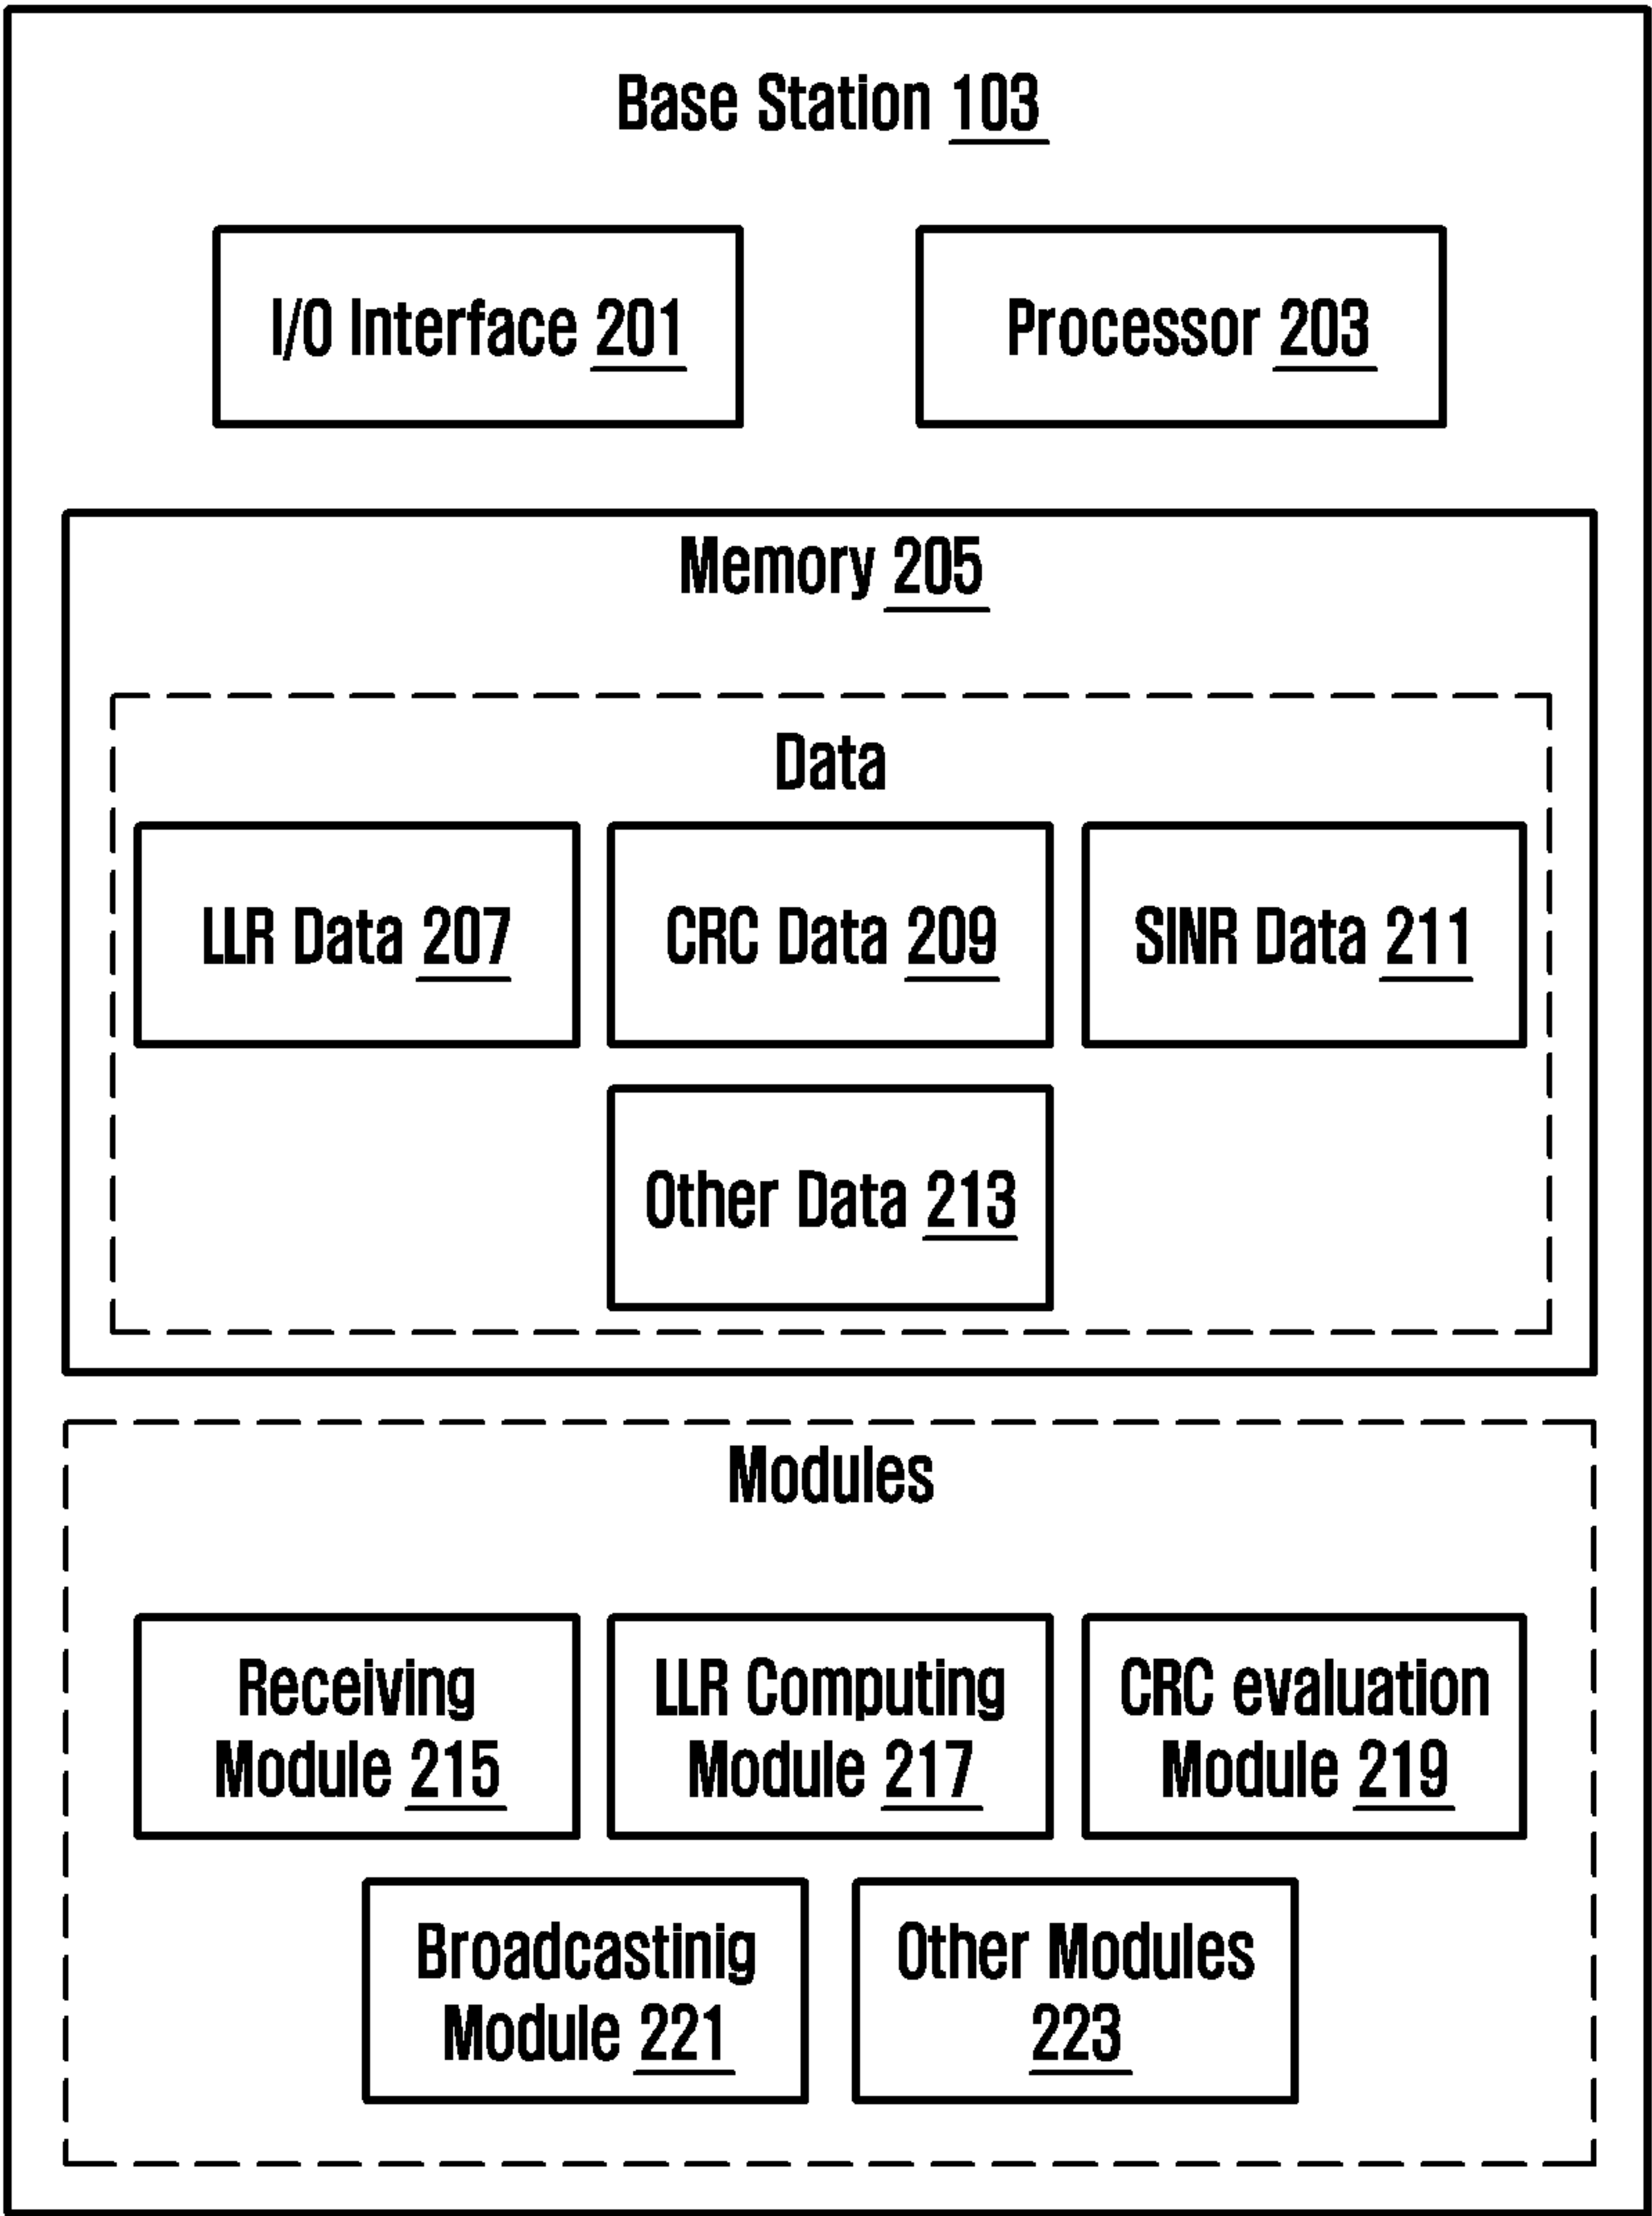 Base Station 103
I/O Interface 201
Processor 203
Memory 205
Data
LLR Data 207
CRC Data 209
SINR Data 211
Other Data 213
Modules
Receiving
Module 215
LLR Computing
Module 217
CRC evaluation
Module 219
Broadcastinig
Module 221
Other Modules
223